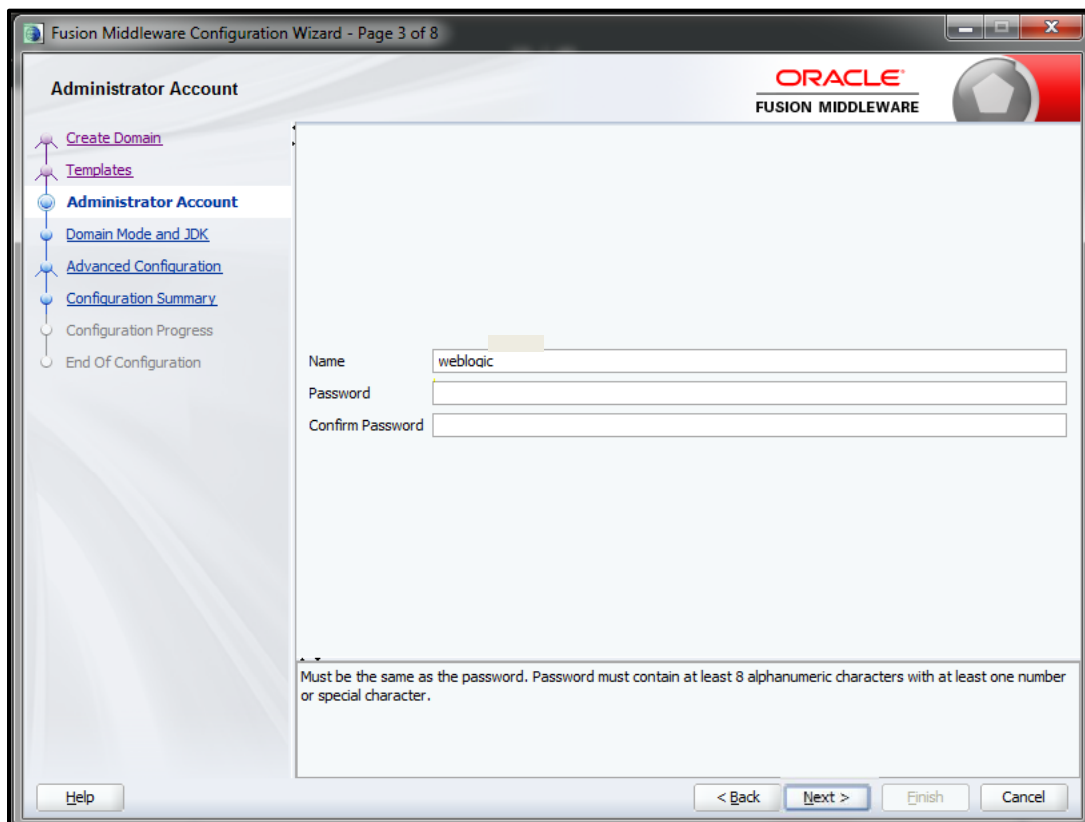 Fusion Middleware Configuration Wizard - Page 3 of 8
Administrator Account
ORACLE
FUSION MIDDLEWARE
Create Domain
Templates
Administrator Account
Domain Mode and JDK
Advanced Configuration
Configuration Summary
Configuration Progress
End Of Configuration
Name weblogic
Password
Confirm Password
Must be the same as the password. Password must contain at least 8 alphanumeric characters with at least one number
or special character.
Help < Back Next > Finish Cancel